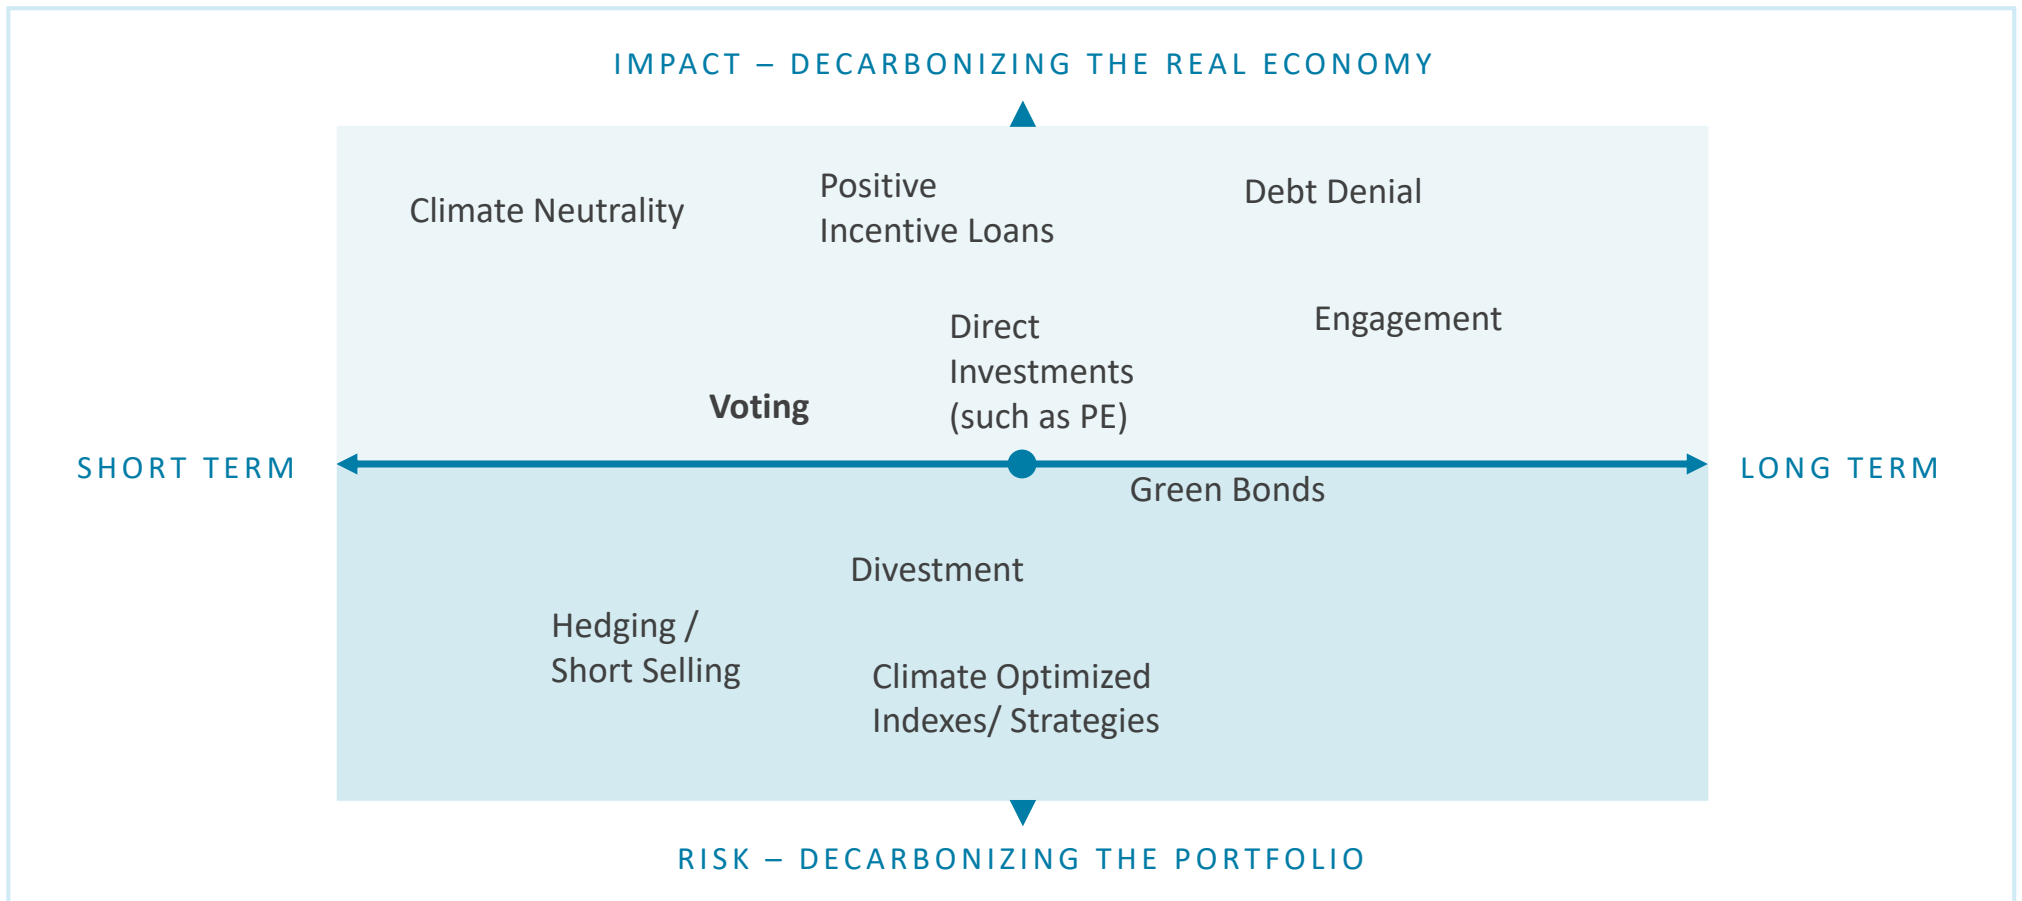 IMPACT – DECARBONIZING THE REAL ECONOMY
Climate Neutrality
Positive
Incentive Loans
Debt Denial
Direct
Investments
(such as PE)
Engagement
Voting
SHORT TERM
LONG TERM
Green Bonds
Divestment
Hedging /
Short Selling
Climate Optimized
Indexes/ Strategies
RISK – DECARBONIZING THE PORTFOLIO